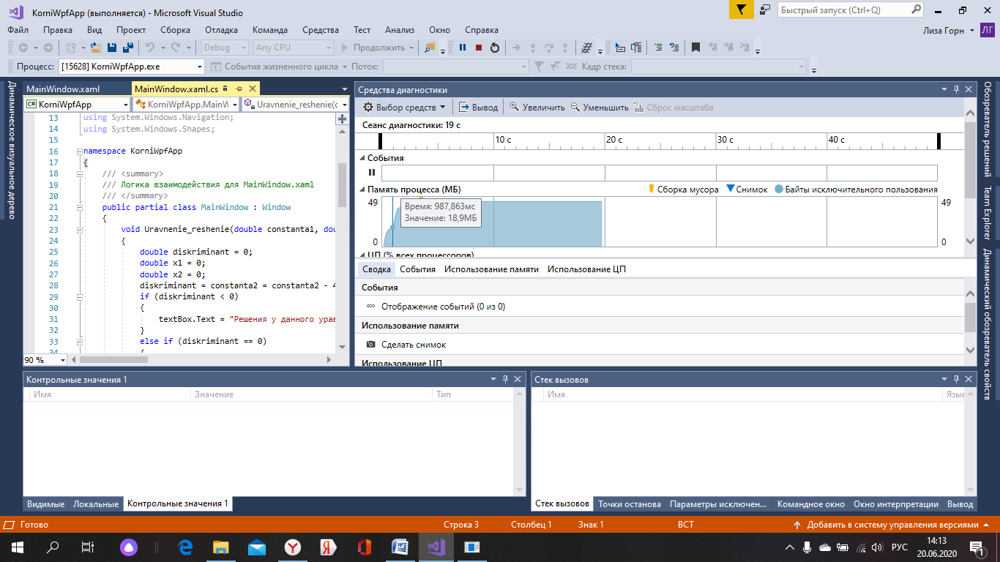 KorniWpfApp (выполняется) - Microsoft Visual Studio
Быстрый запуск (Ctrl+Q)
Файл Правка Вид Проект Сборка Отладка Команда Средства Тест Анализ Окно Справка
Лиза Горн ЛГ
Debug Any CPU Продолжить
Процесс: [15628] KorniWpfApp.exe События жизненного цикла Поток: Кадр стека:
Динамическое визуальное дерево
MainWindow.xaml MainWindow.xaml.cs
KorniWpfApp KorniWpfApp.MainW Uravnenie_reshenie(c
13 using System.Windows.Navigation;
14 using System.Windows.Shapes;
15
16 namespace KorniWpfApp
17 {
18 /// <summary>
19 /// Логика взаимодействия для MainWindow.xaml
20 /// </summary>
21 public partial class MainWindow : Window
22 {
23 void Uravnenie_reshenie(double constanta1, dou
24 {
25 double diskriminant = 0;
26 double x1 = 0;
27 double x2 = 0;
28 diskriminant = constanta2 = constanta2 - 4
29 if (diskriminant < 0)
30 {
31 textBox.Text = "Решения у данного урав
32 }
33 else if (diskriminant == 0)
34 {
90 %
Средства диагностики
Выбор средств Вывод Увеличить Уменьшить Сброс масштаба
Сеанс диагностики: 19 с
10 с 20 с 30 с 40 с
События
Память процесса (МБ) Сборка мусора Снимок Байты исключительного пользования
49 49
Время: 987,863мс
Значение: 18,9МБ
0 0
ЦП (% всех процессоров)
Сводка События Использование памяти Использование ЦП
События
Отображение событий (0 из 0)
Использование памяти
Сделать снимок
Использование ЦП
Обозреватель решений
Team Explorer
Динамический обозреватель свойств
Контрольные значения 1
Имя Значение Тип
Видимые Локальные Контрольные значения 1
Стек вызовов
Имя Язык
Стек вызовов Точки останова Параметры исключен... Командное окно Окно интерпретации Вывод
Готово Строка 3 Столбец 1 Знак 1 ВСТ Добавить в систему управления версиями
РУС
14:13
20.06.2020
1